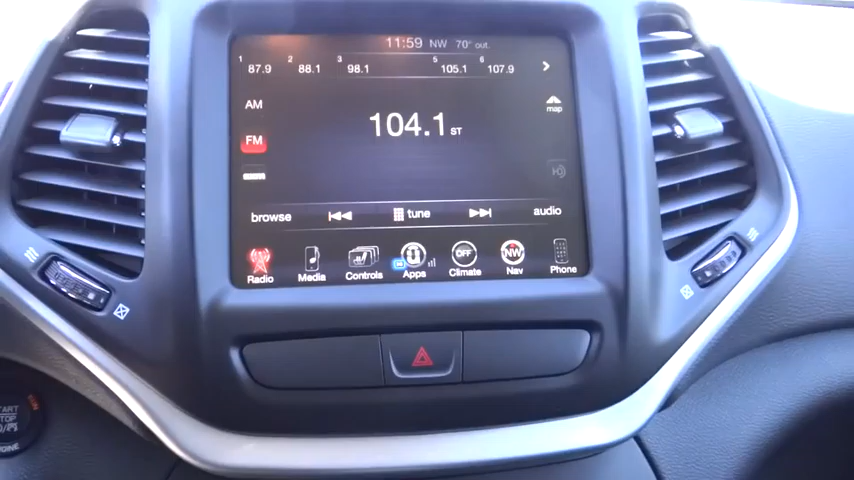 11:59 NW 70° out.
1 87.9 2 88.1 3 98.1 5 105.1 6 107.9
AM
map
FM
104.1 ST
browse tune audio
Radio Media Controls Apps Climate Nav Phone
OFF
NW
START
STOP